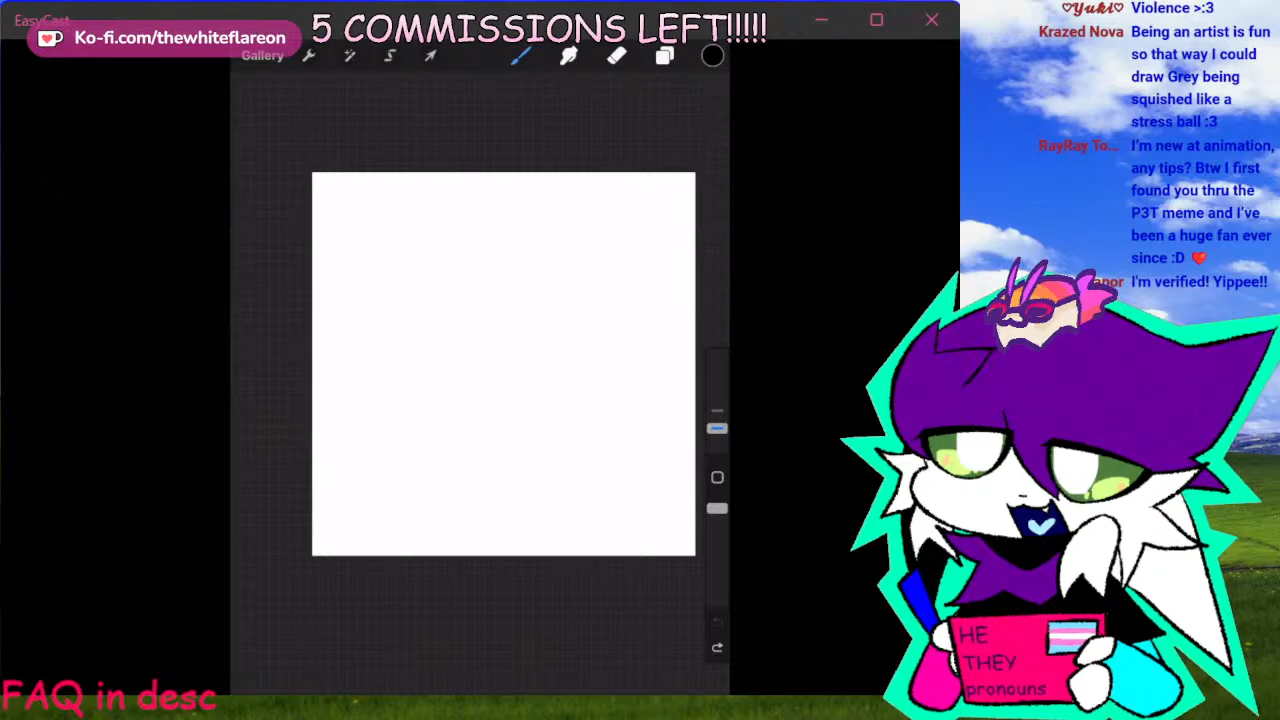 EasyCast
Ko-fi.com/thewhiteflareon
5 COMMISSIONS LEFT!!!!!
Gallery
♡𝓨𝓾𝓴𝓲♡ Violence >:3
Krazed Nova Being an artist is fun
so that way I could
draw Grey being
squished like a
stress ball :3
RayRay To... I'm new at animation,
any tips? Btw I first
found you thru the
P3T meme and I've
been a huge fan ever
since :D ❤️
I'm verified! Yippee!!
HE
THEY
pronouns
FAQ in desc